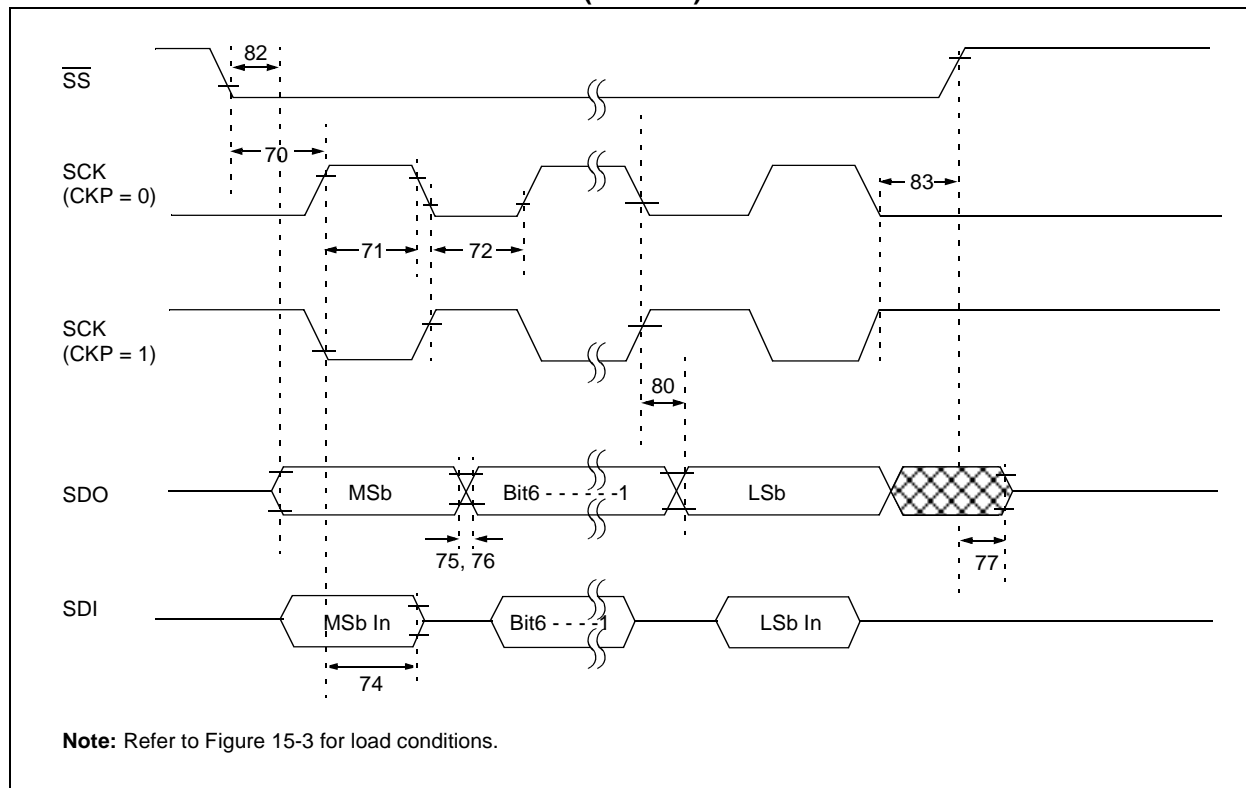 82
SS
70
SCK
(CKP = 0)
83
71
72
SCK
(CKP = 1)
80
SDO
MSb
Bit6 - - - - - -1
LSb
75, 76
77
SDI
MSb In
Bit6 - - - -1
LSb In
74
Note: Refer to Figure 15-3 for load conditions.